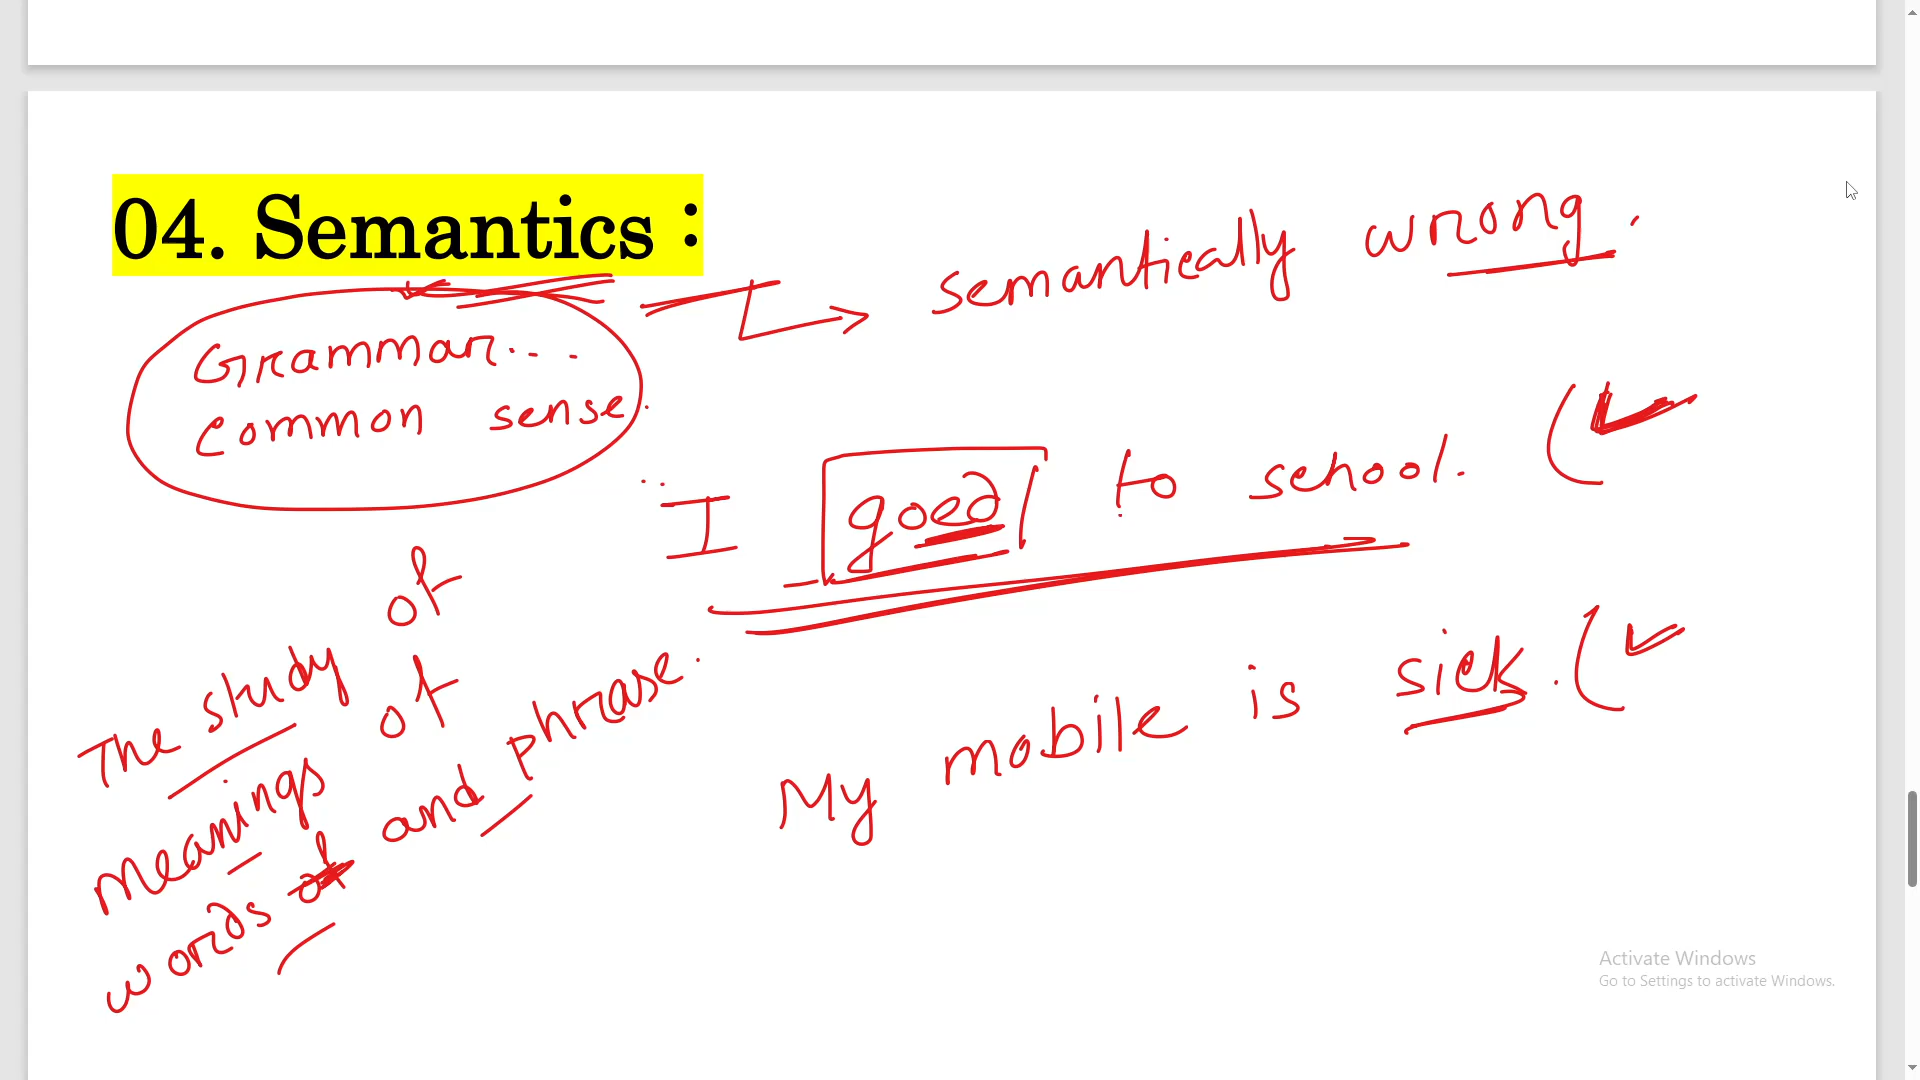 04. Semantics :
semantically wrong.
Grammar...
common sense.
I goed to school.
My mobile is sick.
The study of
meanings of
words and phrase.
Activate Windows
Go to Settings to activate Windows.